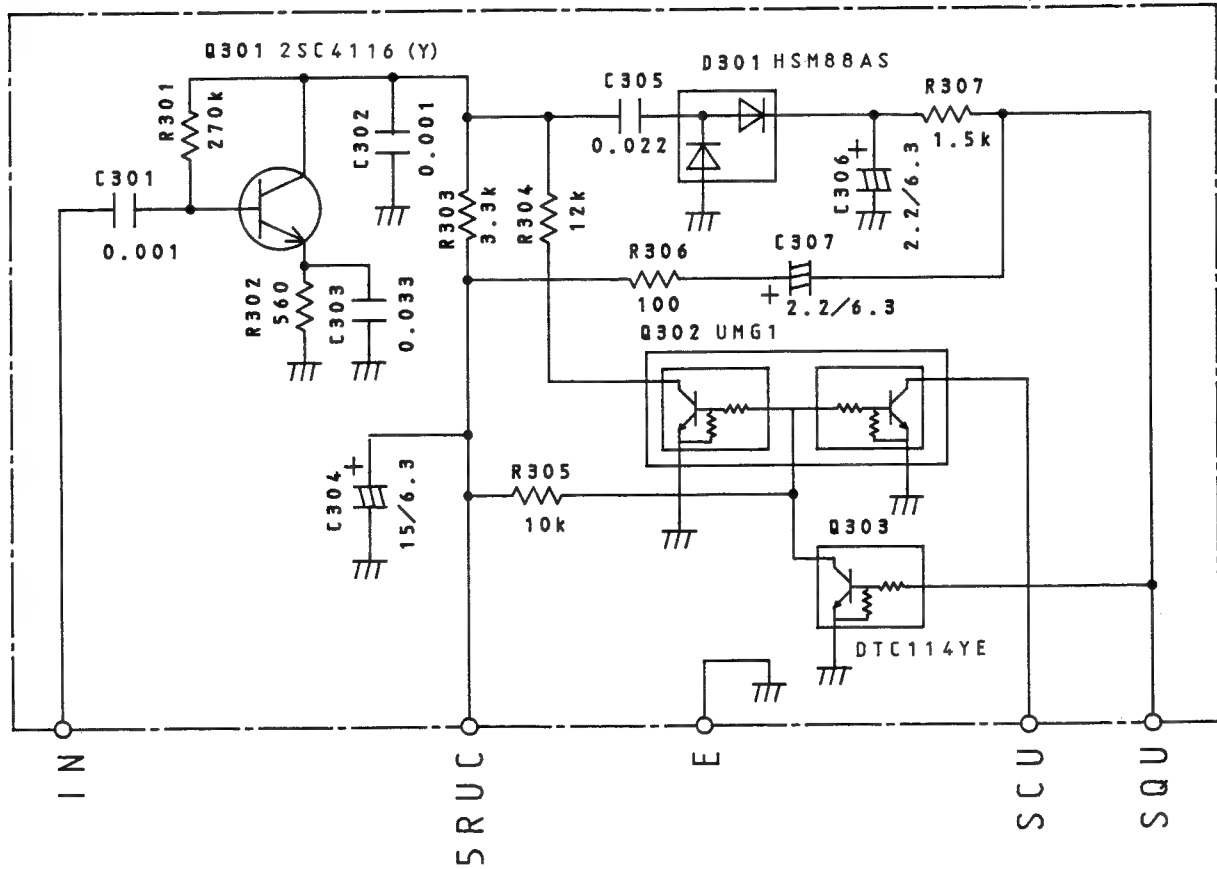 Q301 2SC4116 (Y)
D301 HSM88AS
C305
0.022
R307
1.5k
R301
270k
C302
0.001
C301
0.001
R303
3.3k
R304
12k
C306
+
2.2/6.3
R306
100
C307
+
2.2/6.3
R302
560
C303
0.033
Q302 UMG1
C304
+
15/6.3
R305
10k
Q303
DTC114YE
IN
5RUC
E
SCU
SQU